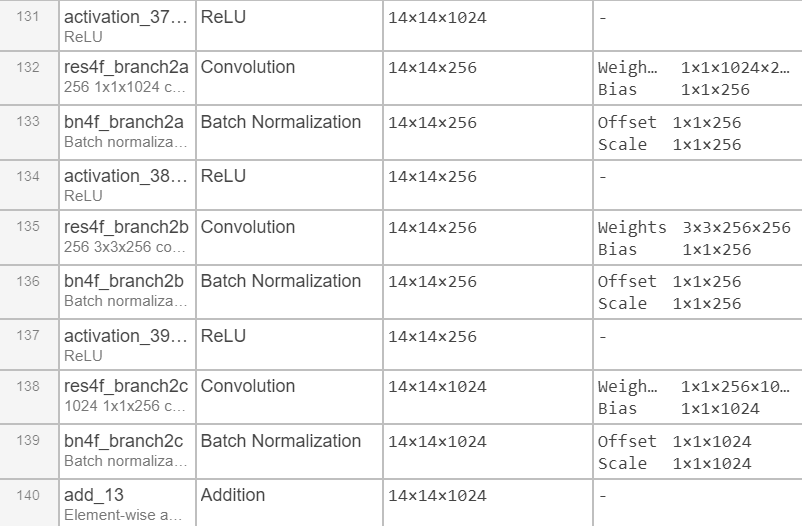 131 activation_37... ReLU 14×14×1024 -
ReLU
132 res4f_branch2a Convolution 14×14×256 Weigh... 1×1×1024×2...
256 1x1x1024 c... Bias 1×1×256
133 bn4f_branch2a Batch Normalization 14×14×256 Offset 1×1×256
Batch normaliza... Scale 1×1×256
134 activation_38... ReLU 14×14×256 -
ReLU
135 res4f_branch2b Convolution 14×14×256 Weights 3×3×256×256
256 3x3x256 co... Bias 1×1×256
136 bn4f_branch2b Batch Normalization 14×14×256 Offset 1×1×256
Batch normaliza... Scale 1×1×256
137 activation_39... ReLU 14×14×256 -
ReLU
138 res4f_branch2c Convolution 14×14×1024 Weigh... 1×1×256×10...
1024 1x1x256 c... Bias 1×1×1024
139 bn4f_branch2c Batch Normalization 14×14×1024 Offset 1×1×1024
Batch normaliza... Scale 1×1×1024
140 add_13 Addition 14×14×1024 -
Element-wise a...